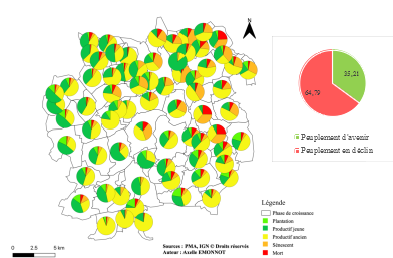 N
35,21
64,79
Peuplement d'avenir
Peuplement en déclin
Légende
Phase de croissance
Plantation
Productif jeune
Productif ancien
Sénescent
Mort
0 2.5 5 km
Sources : PMA, IGN © Droits réservés
Auteur : Axelle EMONNOT